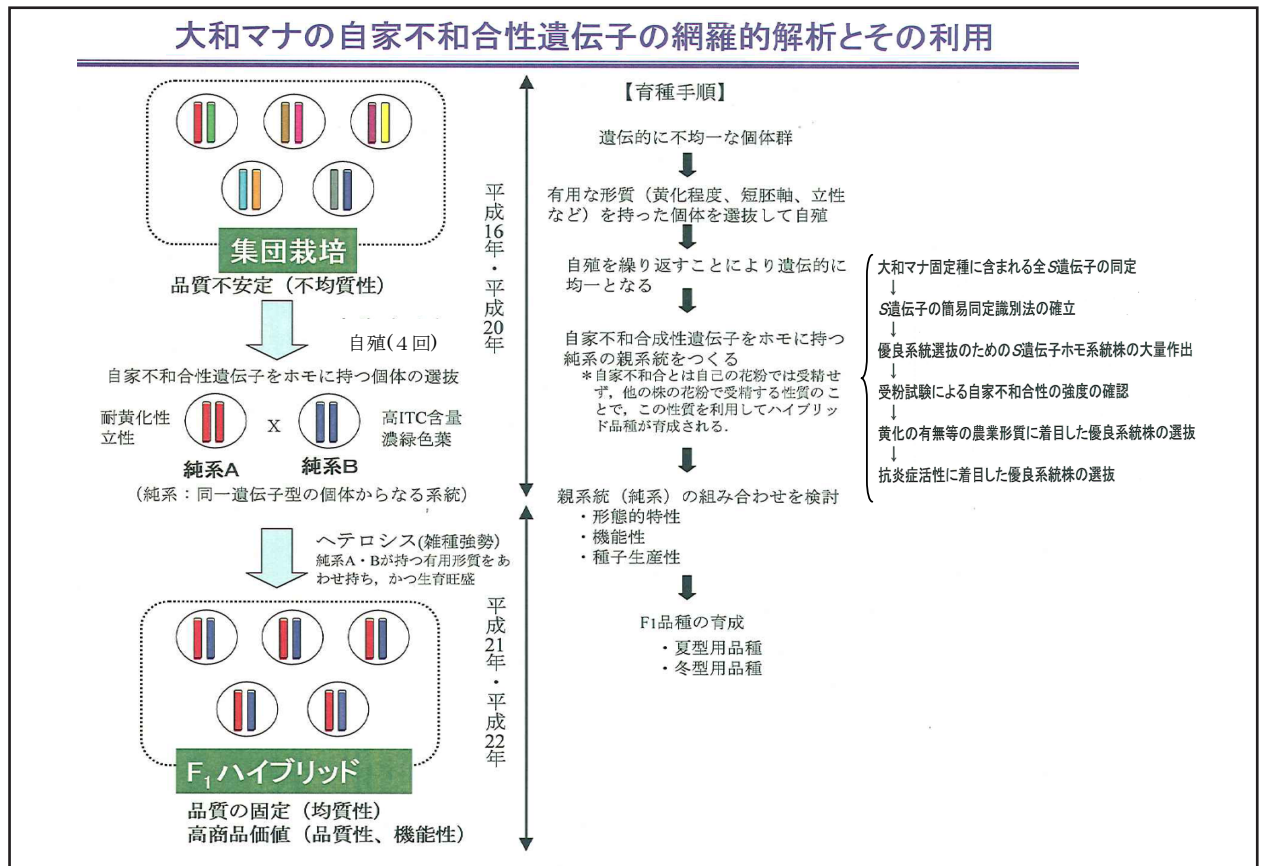 大和マナの自家不和合性遺伝子の網羅的解析とその利用
集団栽培
品質不安定（不均質性）
自殖(４回)
自家不和合性遺伝子をホモに持つ個体の選抜
耐黄化性
立性
X
高ITC含量
濃緑色葉
純系A
純系B
(純系：同一遺伝子型の個体からなる系統)
ヘテロシス(雑種強勢)
純系A・Bが持つ有用形質をあ
わせ持ち，かつ生育旺盛
F₁ハイブリッド
品質の固定（均質性）
高商品価値（品質性、機能性）
平成16年・平成20年
平成21年・平成22年
【育種手順】
遺伝的に不均一な個体群
有用な形質（黄化程度、短胚軸、立性
など）を持った個体を選抜して自殖
自殖を繰り返すことにより遺伝的に
均一となる
自家不和合成性遺伝子をホモに持つ
純系の親系統をつくる
＊自家不和合とは自己の花粉では受精せ
ず，他の株の花粉で受精する性質の
ことで，この性質を利用してハイブリッ
ド品種が育成される．
親系統（純系）の組み合わせを検討
・形態的特性
・機能性
・種子生産性
F1品種の育成
・夏型用品種
・冬型用品種
大和マナ固定種に含まれる全S遺伝子の同定
↓
S遺伝子の簡易同定識別法の確立
↓
優良系統選抜のためのS遺伝子ホモ系統株の大量作出
↓
受粉試験による自家不和合性の強度の確認
↓
黄化の有無等の農業形質に着目した優良系統株の選抜
↓
抗炎症活性に着目した優良系統株の選抜